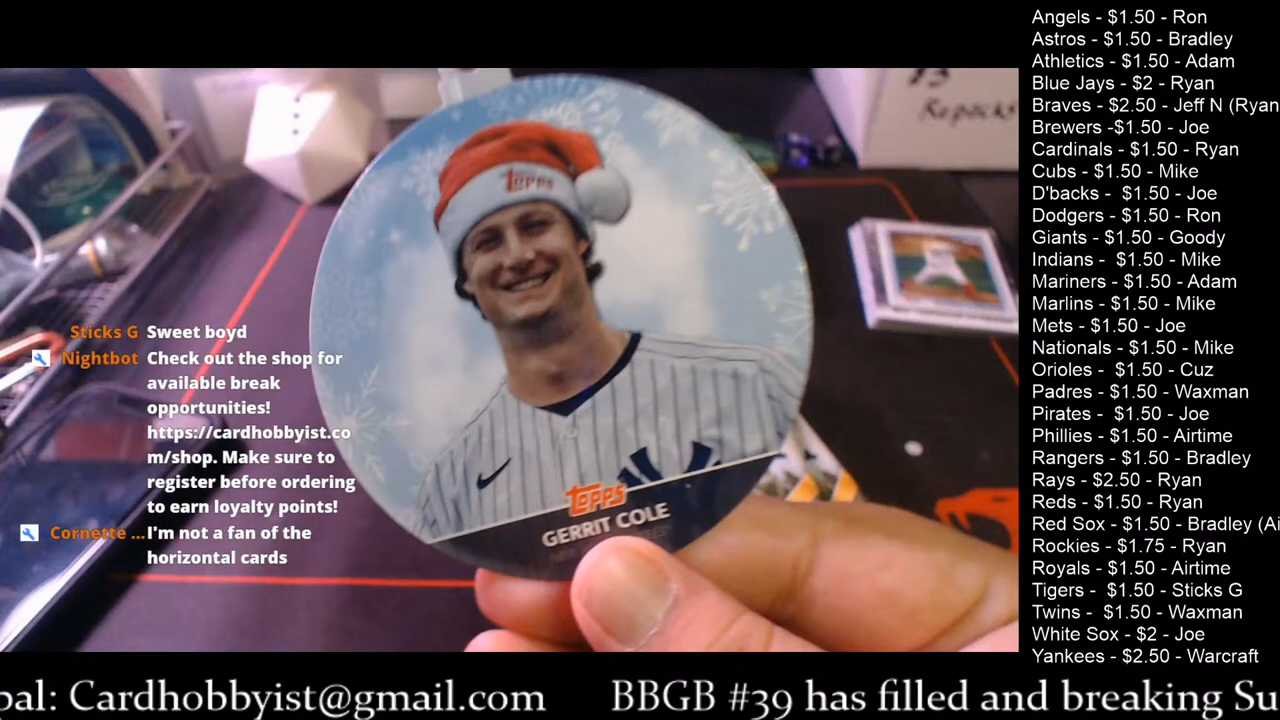 Angels - $1.50 - Ron
Astros - $1.50 - Bradley
Athletics - $1.50 - Adam
Blue Jays - $2 - Ryan
Braves - $2.50 - Jeff N (Ryan
Brewers -$1.50 - Joe
Cardinals - $1.50 - Ryan
Cubs - $1.50 - Mike
D'backs -  $1.50 - Joe
Dodgers - $1.50 - Ron
Giants - $1.50 - Goody
Indians -  $1.50 - Mike
Mariners - $1.50 - Adam
Marlins - $1.50 - Mike
Mets - $1.50 - Joe
Nationals - $1.50 - Mike
Orioles - $1.50 - Cuz
Padres - $1.50 - Waxman
Pirates -  $1.50 - Joe
Phillies - $1.50 - Airtime
Rangers - $1.50 - Bradley
Rays - $2.50 - Ryan
Reds - $1.50 - Ryan
Red Sox - $1.50 - Bradley (Ai
Rockies - $1.75 - Ryan
Royals - $1.50 - Airtime
Tigers -  $1.50 - Sticks G
Twins -  $1.50 - Waxman
White Sox - $2 - Joe
Yankees - $2.50 - Warcraft
Repacks
Topps
Topps
GERRIT COLE
Sticks G Sweet boyd
Nightbot Check out the shop for
available break
opportunities!
https://cardhobbyist.co
m/shop. Make sure to
register before ordering
to earn loyalty points!
Cornette ... I'm not a fan of the
horizontal cards
pal: Cardhobbyist@gmail.com BBGB #39 has filled and breaking Su